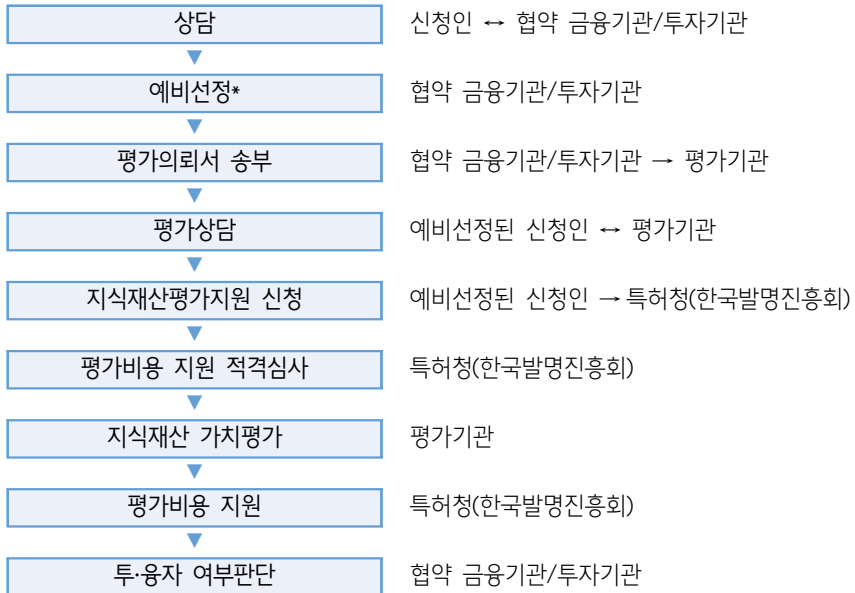 상담 신청인 ↔ 협약 금융기관/투자기관
▼
예비선정* 협약 금융기관/투자기관
▼
평가의뢰서 송부 협약 금융기관/투자기관 → 평가기관
▼
평가상담 예비선정된 신청인 ↔ 평가기관
▼
지식재산평가지원 신청 예비선정된 신청인 → 특허청(한국발명진흥회)
▼
평가비용 지원 적격심사 특허청(한국발명진흥회)
▼
지식재산 가치평가 평가기관
▼
평가비용 지원 특허청(한국발명진흥회)
▼
투·융자 여부판단 협약 금융기관/투자기관